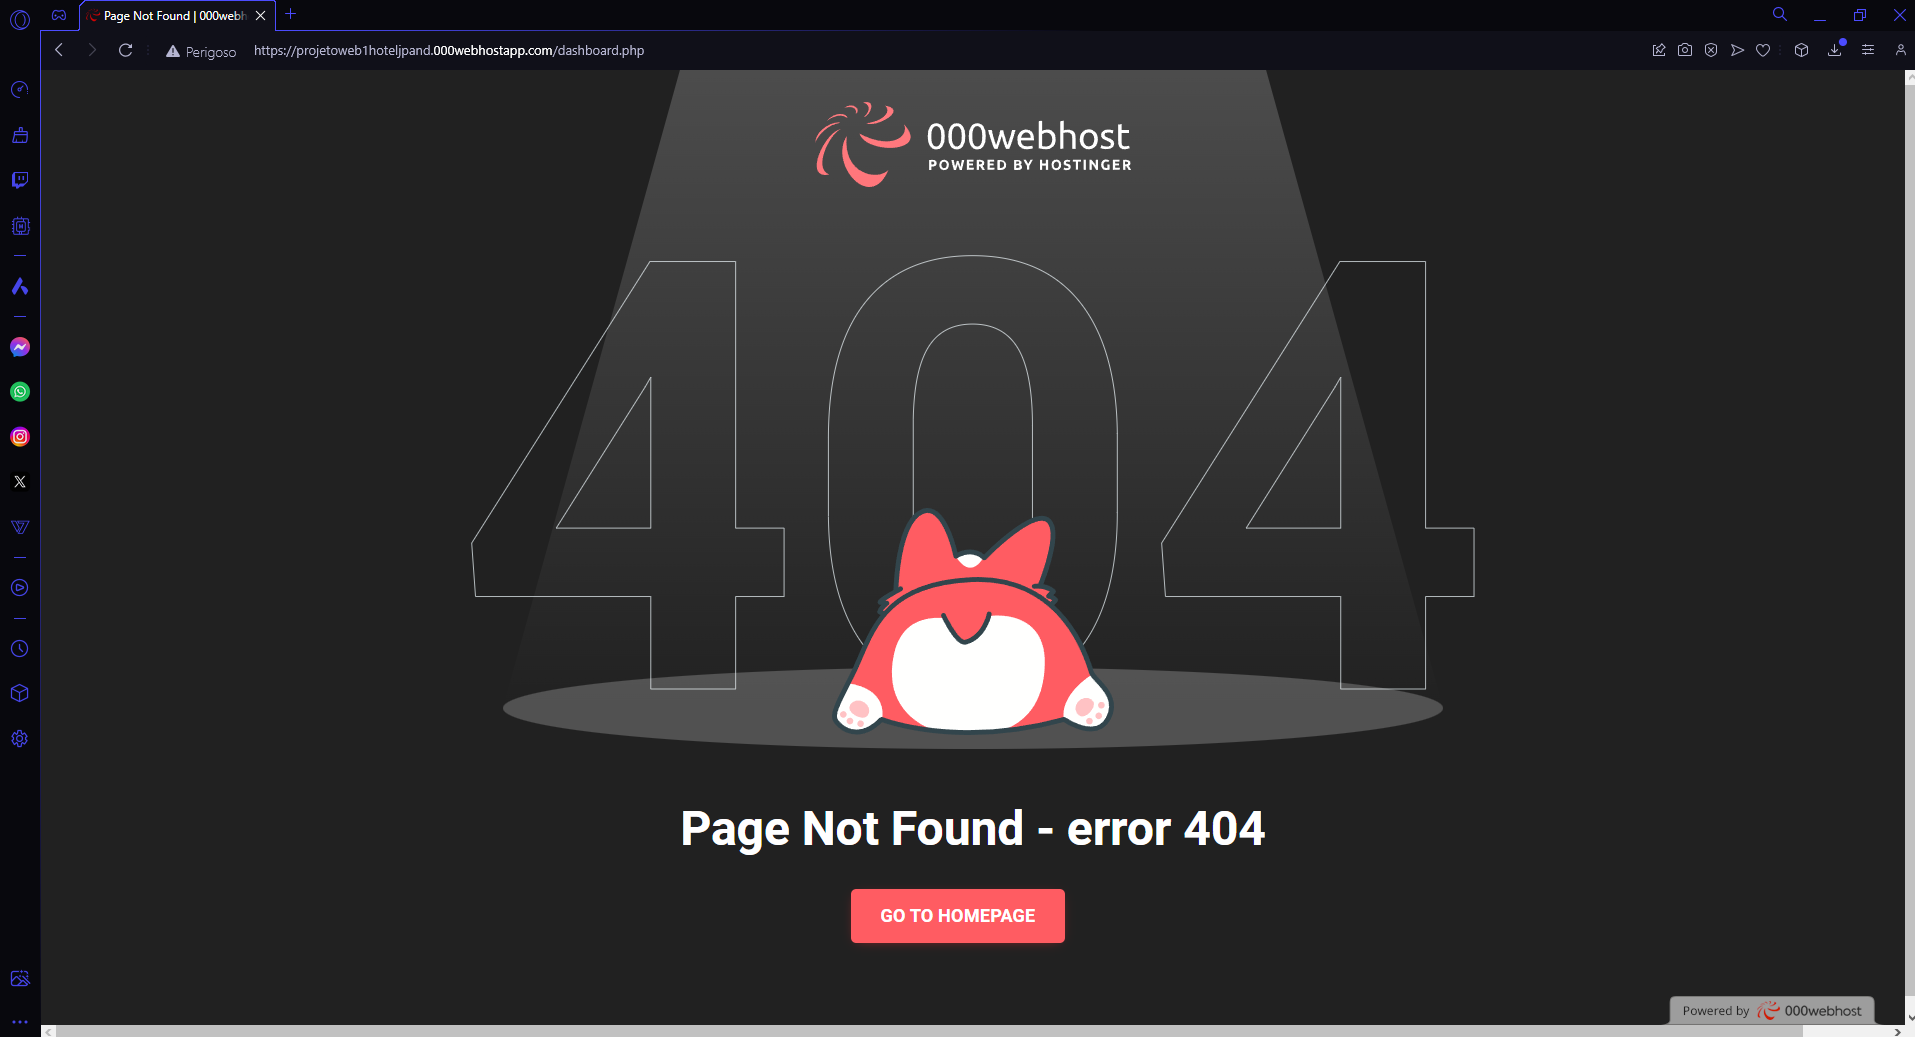 Page Not Found | 000webh
Perigoso
https://projetoweb1hoteljpand.000webhostapp.com/dashboard.php
000webhost
POWERED BY HOSTINGER
404
Page Not Found - error 404
GO TO HOMEPAGE
Powered by 000webhost